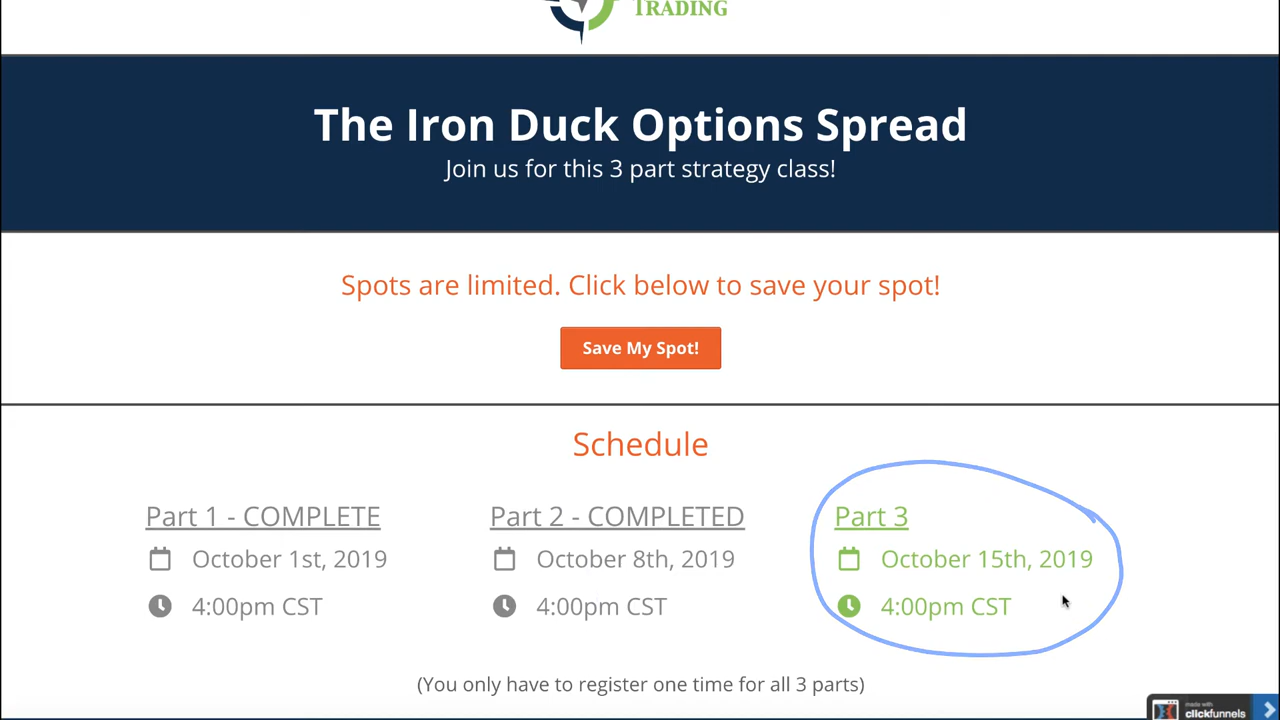 TRADING
The Iron Duck Options Spread
Join us for this 3 part strategy class!
Spots are limited. Click below to save your spot!
Save My Spot!
Schedule
Part 1 - COMPLETE
October 1st, 2019
4:00pm CST
Part 2 - COMPLETED
October 8th, 2019
4:00pm CST
Part 3
October 15th, 2019
4:00pm CST
(You only have to register one time for all 3 parts)
made with
clickfunnels